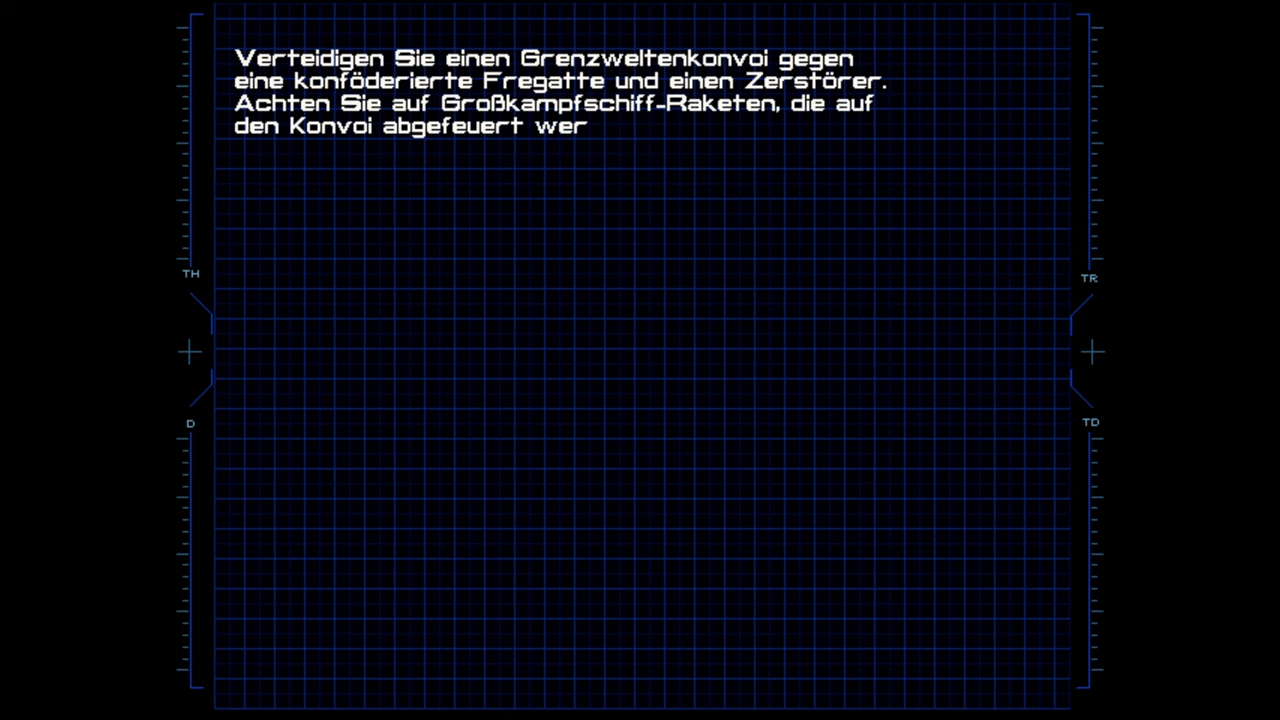 Verteidigen Sie einen Grenzweltenkonvoi gegen
eine konföderierte Fregatte und einen Zerstörer.
Achten Sie auf Großkampfschiff-Raketen, die auf
den Konvoi abgefeuert wer
TH
TR
D
TD